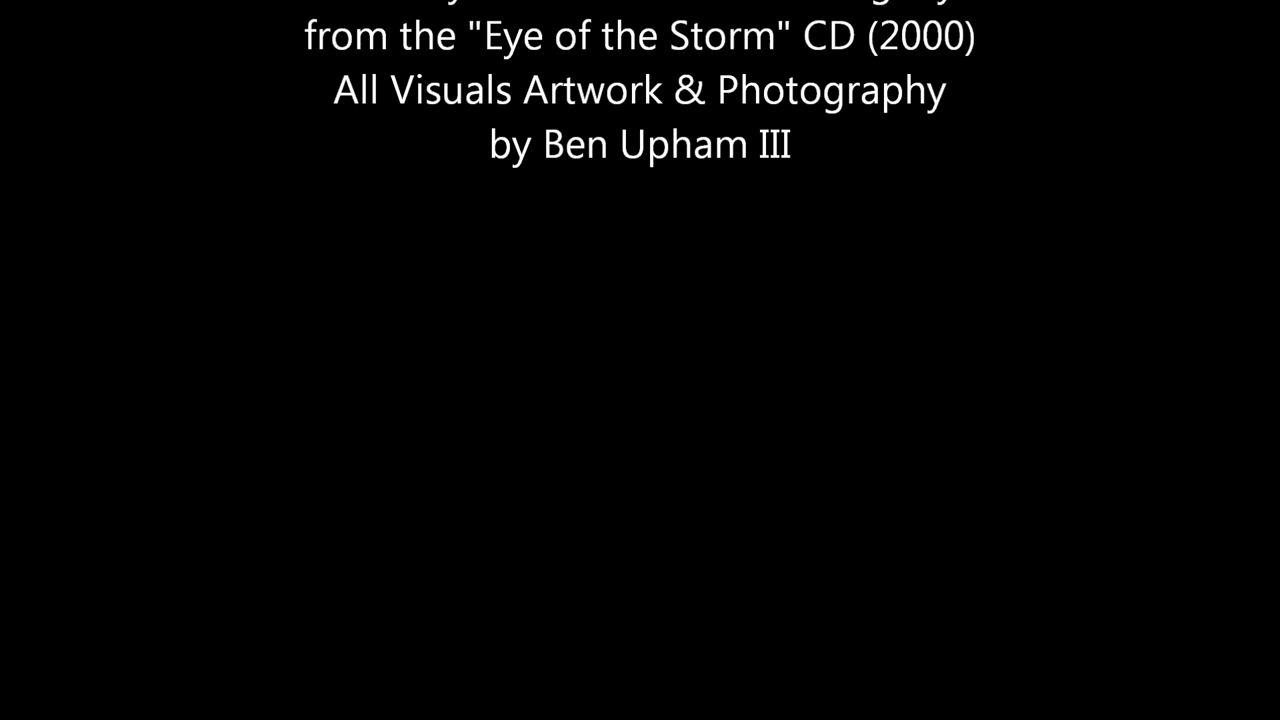 from the "Eye of the Storm" CD (2000)
All Visuals Artwork & Photography
by Ben Upham III